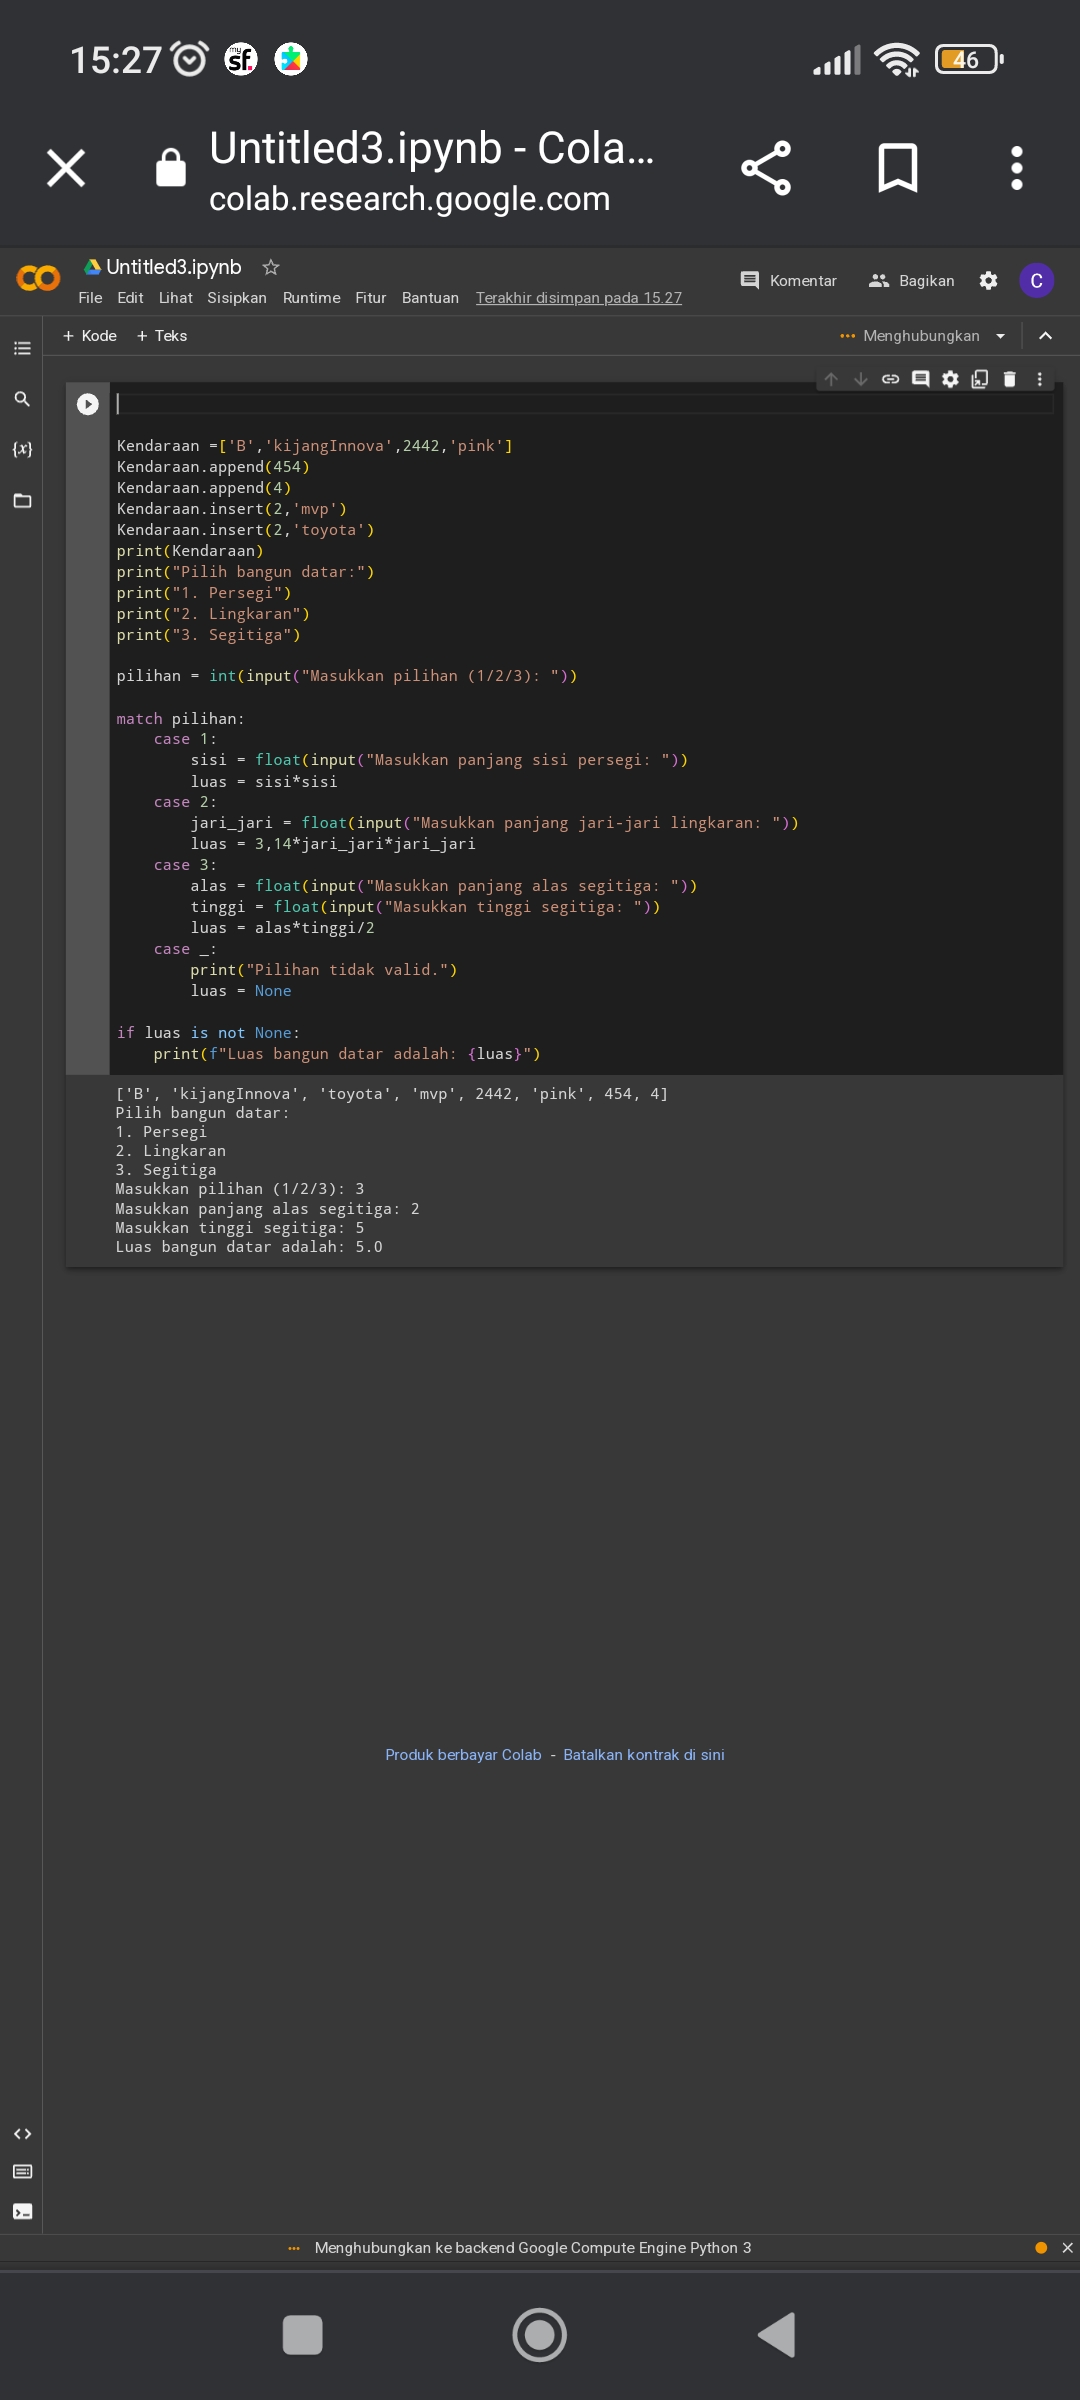 15:27
my
sf.
46
Untitled3.ipynb - Cola...
colab.research.google.com
Untitled3.ipynb
Komentar
Bagikan
C
File Edit Lihat Sisipkan Runtime Fitur Bantuan Terakhir disimpan pada 15.27
+ Kode + Teks
Menghubungkan
{x}
Kendaraan =['B','kijangInnova',2442,'pink']
Kendaraan.append(454)
Kendaraan.append(4)
Kendaraan.insert(2,'mvp')
Kendaraan.insert(2,'toyota')
print(Kendaraan)
print("Pilih bangun datar:")
print("1. Persegi")
print("2. Lingkaran")
print("3. Segitiga")
pilihan = int(input("Masukkan pilihan (1/2/3): "))
match pilihan:
    case 1:
        sisi = float(input("Masukkan panjang sisi persegi: "))
        luas = sisi*sisi
    case 2:
        jari_jari = float(input("Masukkan panjang jari-jari lingkaran: "))
        luas = 3,14*jari_jari*jari_jari
    case 3:
        alas = float(input("Masukkan panjang alas segitiga: "))
        tinggi = float(input("Masukkan tinggi segitiga: "))
        luas = alas*tinggi/2
    case _:
        print("Pilihan tidak valid.")
        luas = None
if luas is not None:
    print(f"Luas bangun datar adalah: {luas}")
['B', 'kijangInnova', 'toyota', 'mvp', 2442, 'pink', 454, 4]
Pilih bangun datar:
1. Persegi
2. Lingkaran
3. Segitiga
Masukkan pilihan (1/2/3): 3
Masukkan panjang alas segitiga: 2
Masukkan tinggi segitiga: 5
Luas bangun datar adalah: 5.0
Produk berbayar Colab - Batalkan kontrak di sini
Menghubungkan ke backend Google Compute Engine Python 3